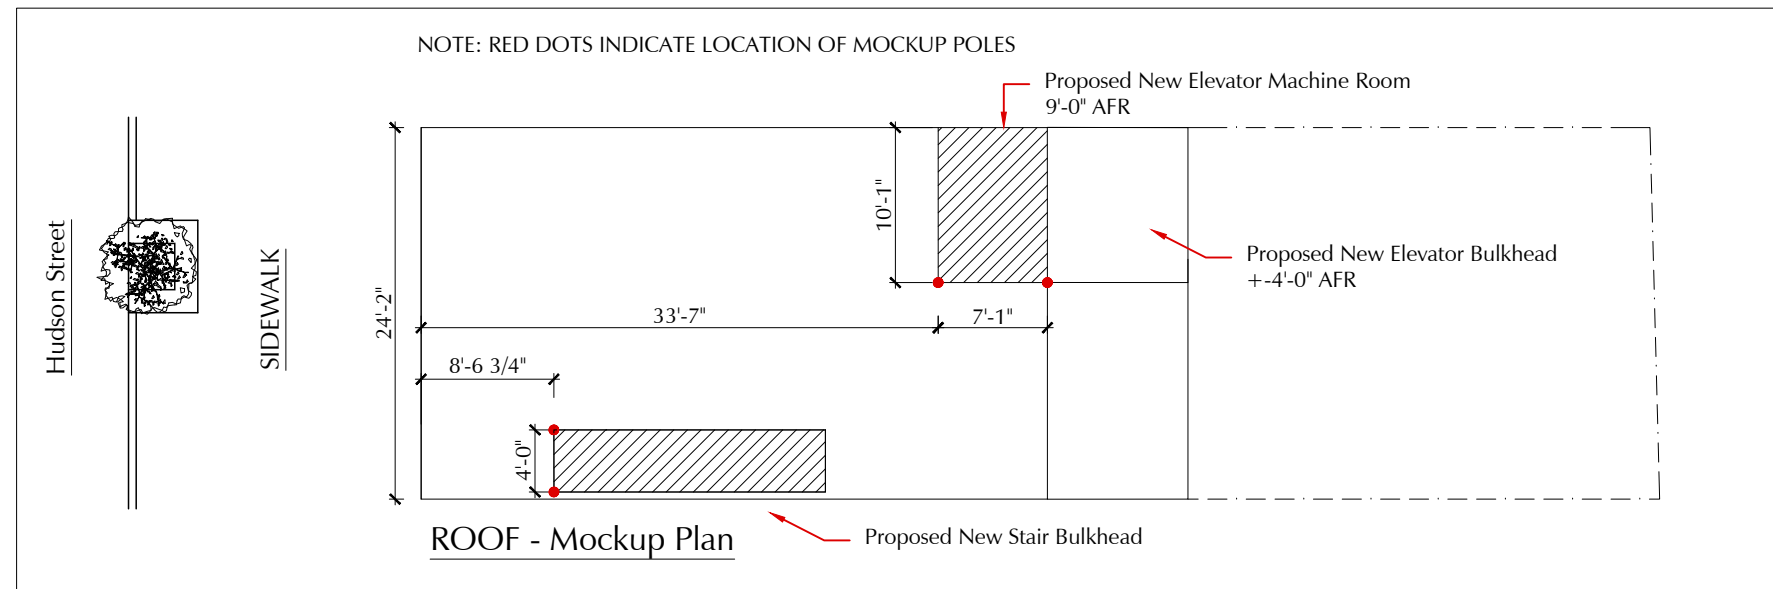 NOTE: RED DOTS INDICATE LOCATION OF MOCKUP POLES
Proposed New Elevator Machine Room
9'-0" AFR
Hudson Street
SIDEWALK
24'-2"
10'-1"
Proposed New Elevator Bulkhead
+-4'-0" AFR
33'-7"
7'-1"
8'-6 3/4"
4'-0"
ROOF - Mockup Plan
Proposed New Stair Bulkhead